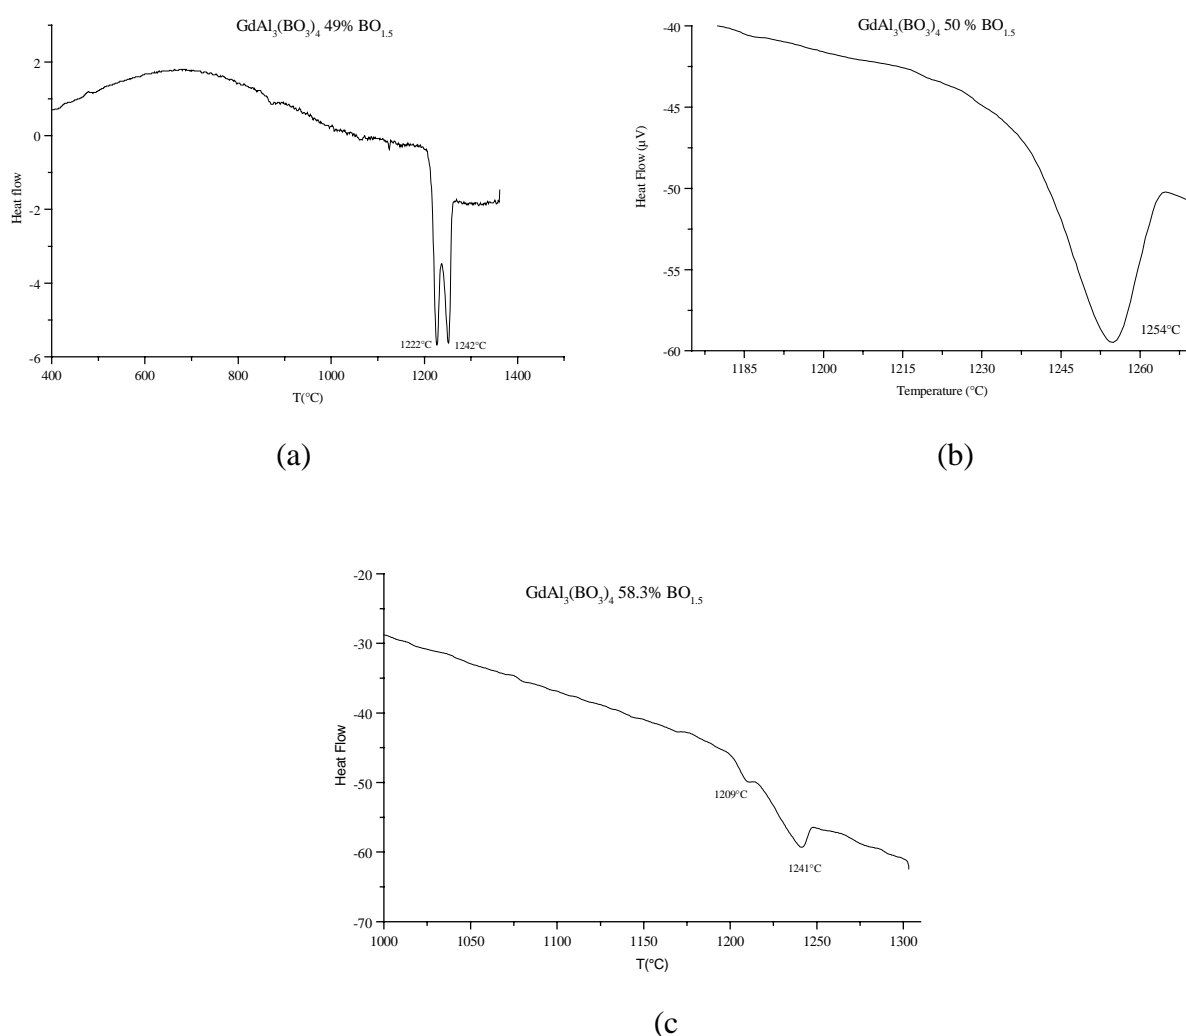 GdAl₃(BO₃)₄ 49% BO₁.₅
2
0
-2
-4
-6
Heat flow
1222°C
1242°C
400
600
800
1000
1200
1400
T(°C)
(a)
GdAl₃(BO₃)₄ 50 % BO₁.₅
-40
-45
-50
-55
-60
Heat Flow (µV)
1254°C
1185
1200
1215
1230
1245
1260
Temperature (°C)
(b)
GdAl₃(BO₃)₄ 58.3% BO₁.₅
-20
-30
-40
-50
-60
-70
Heat Flow
1209°C
1241°C
1000
1050
1100
1150
1200
1250
1300
T(°C)
(c